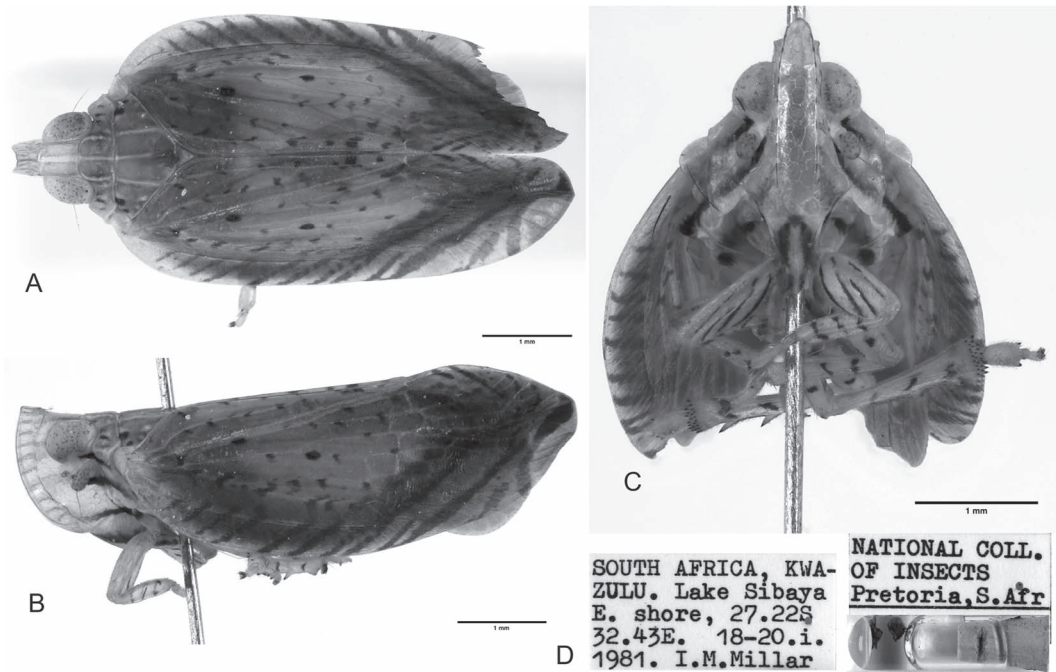 A
1 mm
B
1 mm
C
1 mm
D
SOUTH AFRICA, KWA-
ZULU. Lake Sibaya
E. shore, 27.22S
32.43E. 18-20.i.
1981. I.M.Millar
NATIONAL COLL.
OF INSECTS
Pretoria,S.Afr